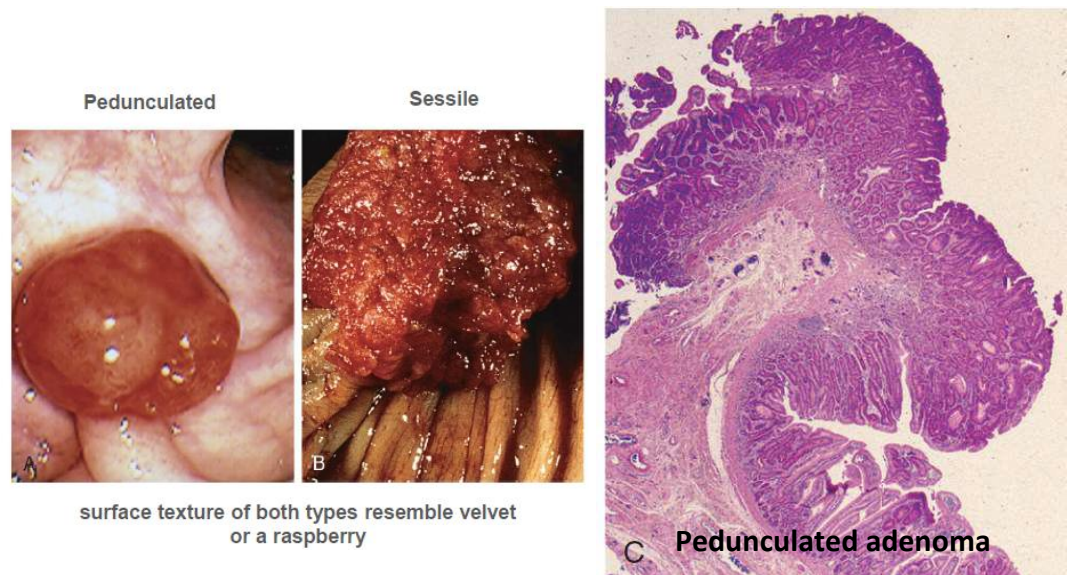 Pedunculated
Sessile
A
B
surface texture of both types resemble velvet
or a raspberry
C
Pedunculated adenoma